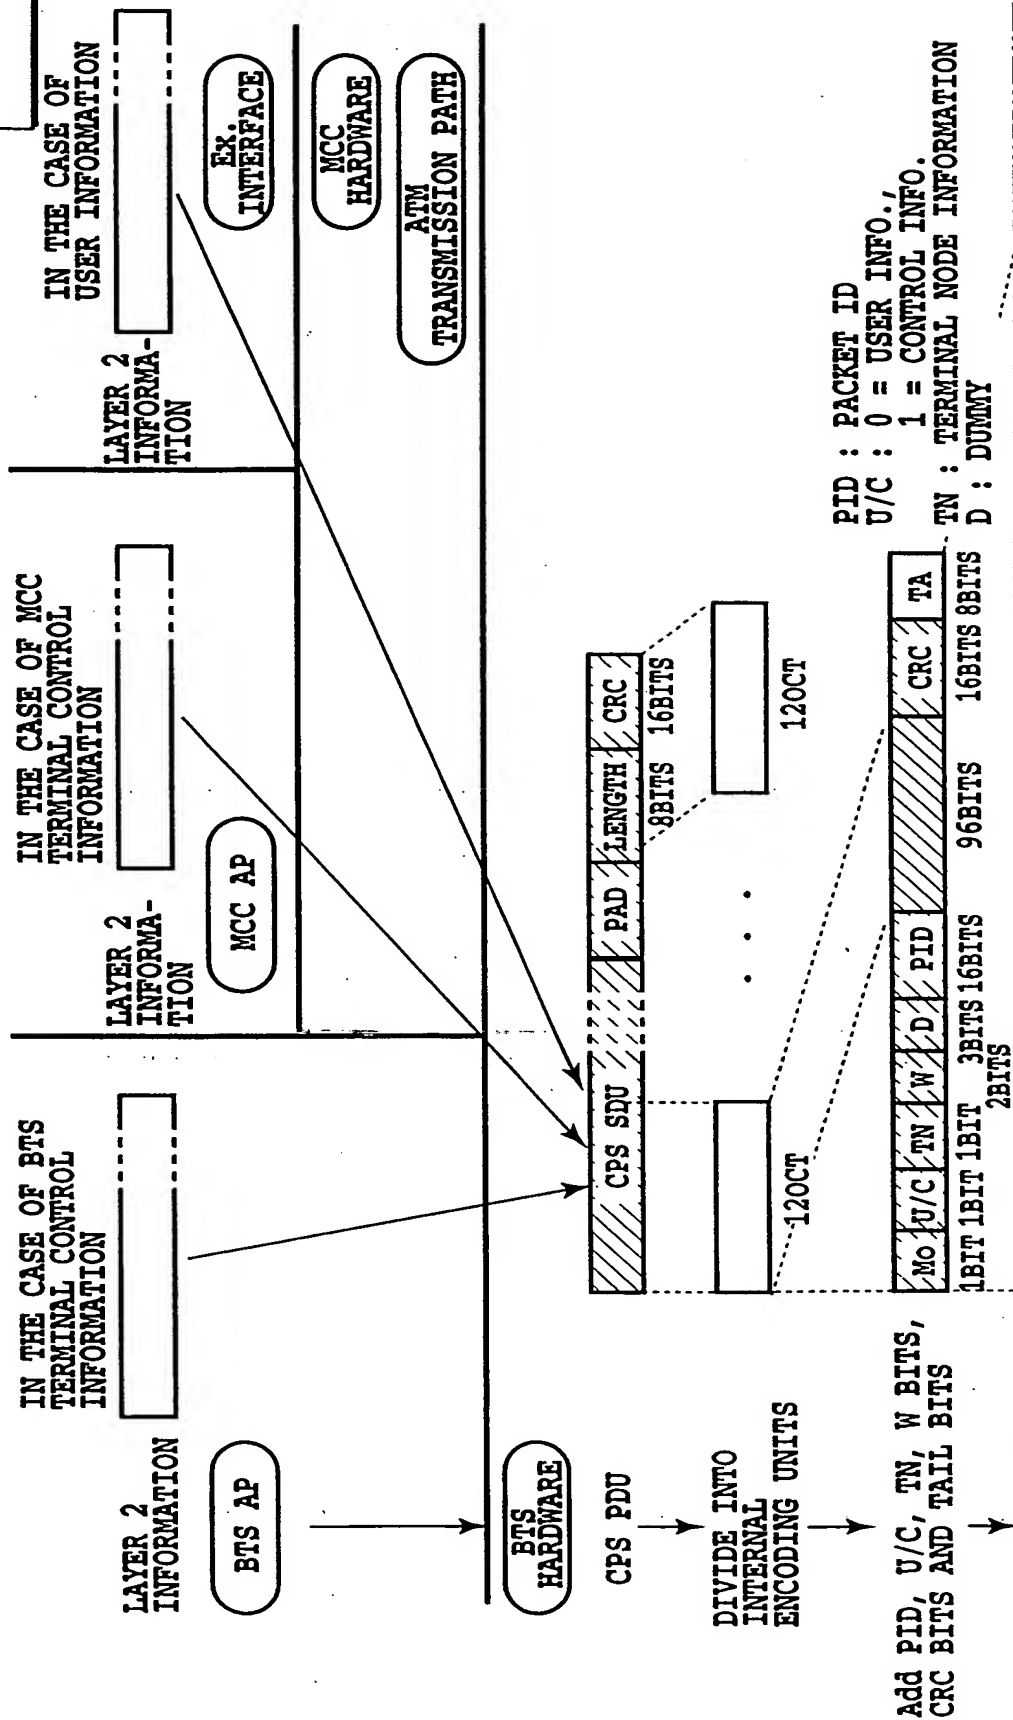 IN THE CASE OF BTS
TERMINAL CONTROL
INFORMATION
LAYER 2
INFORMATION
BTS AP
IN THE CASE OF MCC
TERMINAL CONTROL
INFORMATION
LAYER 2
INFORMA-
TION
MCC AP
IN THE CASE OF
USER INFORMATION
LAYER 2
INFORMA-
TION
EX.
INTERFACE
MCC
HARDWARE
ATM
TRANSMISSION PATH
BTS
HARDWARE
CPS PDU
CPS SDU PAD LENGTH CRC
8BITS 16BITS
DIVIDE INTO
INTERNAL
ENCODING UNITS
12OCT
12OCT
PID : PACKET ID
U/C : 0 = USER INFO.,
1 = CONTROL INFO.
TN : TERMINAL NODE INFORMATION
D : DUMMY
Add PID, U/C, TN, W BITS,
CRC BITS AND TAIL BITS
MO U/C TN W D PID CRC TA
1BIT 1BIT 1BIT 3BITS 16BITS 96BITS 16BITS 8BITS
2BITS